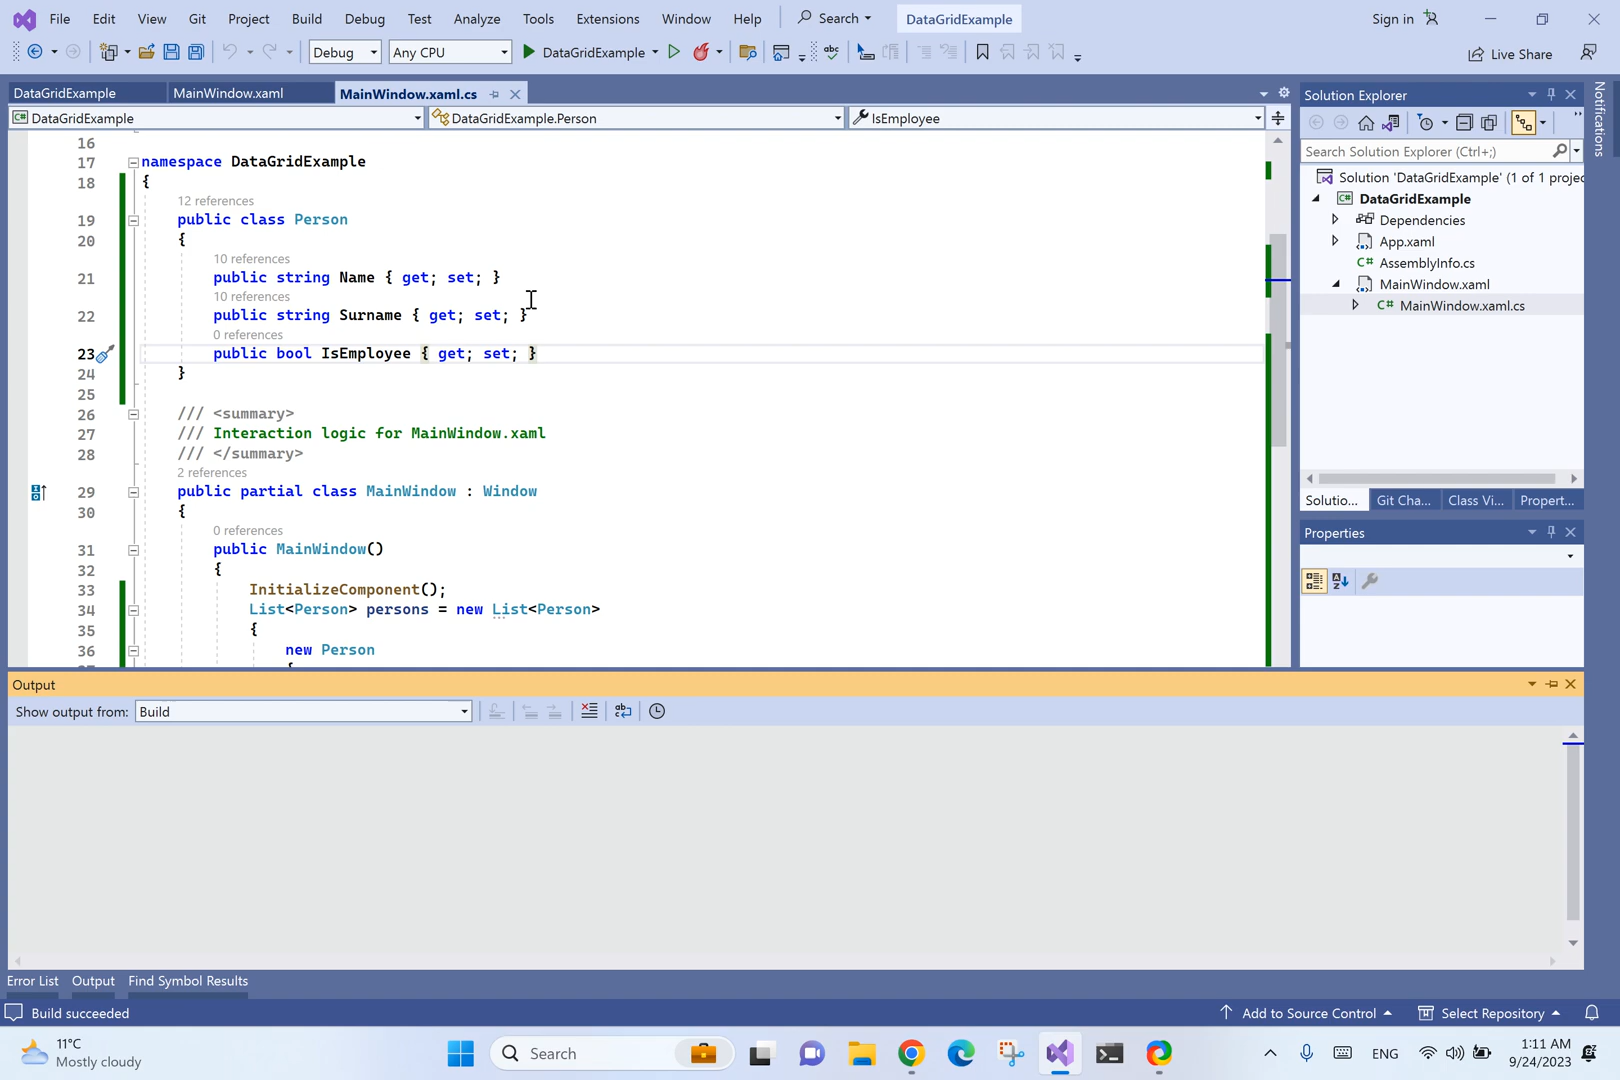 File Edit View Git Project Build Debug Test Analyze Tools Extensions Window Help Search DataGridExample Sign in
Debug Any CPU DataGridExample Live Share
DataGridExample MainWindow.xaml MainWindow.xaml.cs
DataGridExample DataGridExample.Person IsEmployee
16
17 namespace DataGridExample
18 {
12 references
19 public class Person
20 {
10 references
21 public string Name { get; set; }
10 references
22 public string Surname { get; set; }
0 references
23 public bool IsEmployee { get; set; }
24 }
25
26 /// <summary>
27 /// Interaction logic for MainWindow.xaml
28 /// </summary>
2 references
29 public partial class MainWindow : Window
30 {
0 references
31 public MainWindow()
32 {
33 InitializeComponent();
34 List<Person> persons = new List<Person>
35 {
36 new Person
Solution Explorer
Search Solution Explorer (Ctrl+;)
Solution 'DataGridExample' (1 of 1 projec
DataGridExample
Dependencies
App.xaml
AssemblyInfo.cs
MainWindow.xaml
MainWindow.xaml.cs
Solutio... Git Cha... Class Vi... Propert...
Properties
Notifications
Output
Show output from: Build
Error List Output Find Symbol Results
Build succeeded Add to Source Control Select Repository
11°C
Mostly cloudy
Search
ENG
1:11 AM
9/24/2023